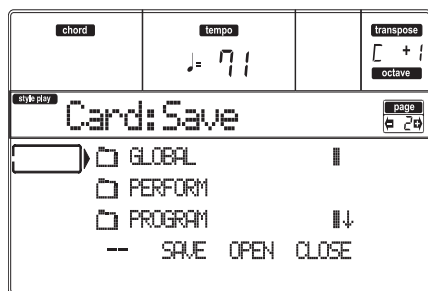 chord tempo transpose
♩= 71 C +1
octave
style play Card:Save page
2
GLOBAL
PERFORM
PROGRAM
-- SAVE OPEN CLOSE